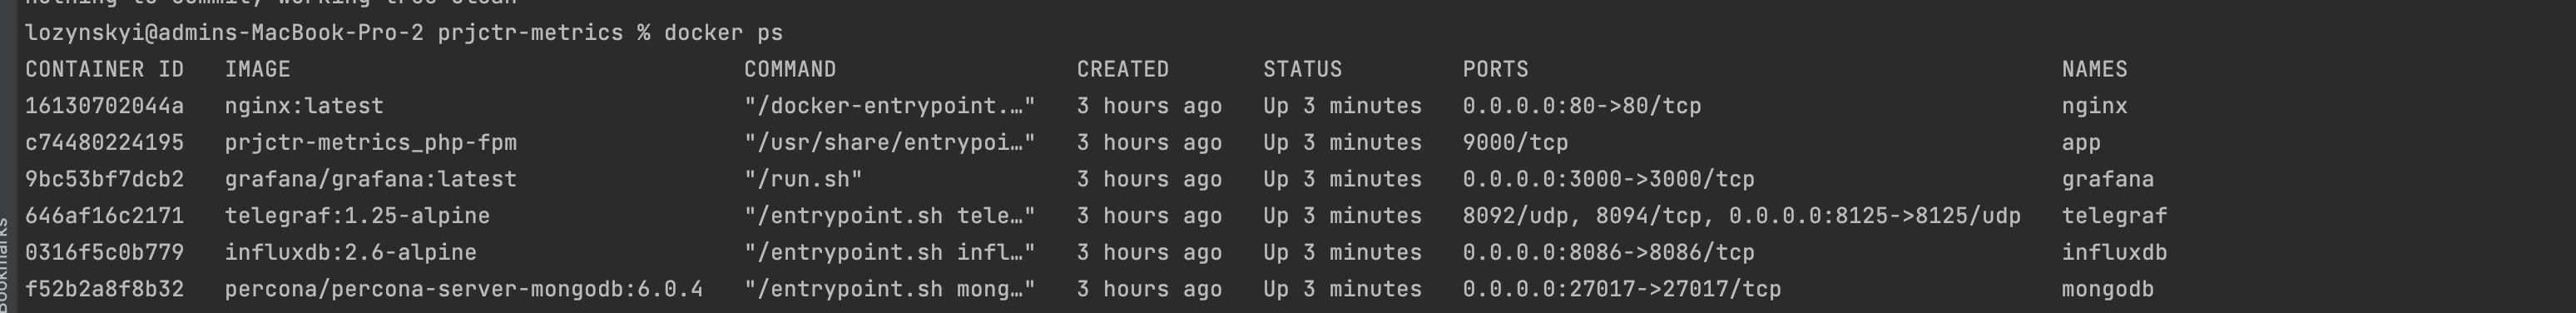 nothing to commit, working tree clean
lozynskyi@admins-MacBook-Pro-2 prjctr-metrics % docker ps
CONTAINER ID   IMAGE                                  COMMAND                  CREATED       STATUS         PORTS                                        NAMES
16130702044a   nginx:latest                           "/docker-entrypoint.…"   3 hours ago   Up 3 minutes   0.0.0.0:80->80/tcp                           nginx
c74480224195   prjctr-metrics_php-fpm                 "/usr/share/entrypoi…"   3 hours ago   Up 3 minutes   9000/tcp                                     app
9bc53bf7dcb2   grafana/grafana:latest                 "/run.sh"                3 hours ago   Up 3 minutes   0.0.0.0:3000->3000/tcp                       grafana
646af16c2171   telegraf:1.25-alpine                   "/entrypoint.sh tele…"   3 hours ago   Up 3 minutes   8092/udp, 8094/tcp, 0.0.0.0:8125->8125/udp   telegraf
0316f5c0b779   influxdb:2.6-alpine                    "/entrypoint.sh infl…"   3 hours ago   Up 3 minutes   0.0.0.0:8086->8086/tcp                       influxdb
f52b2a8f8b32   percona/percona-server-mongodb:6.0.4   "/entrypoint.sh mong…"   3 hours ago   Up 3 minutes   0.0.0.0:27017->27017/tcp                     mongodb
Bookmarks